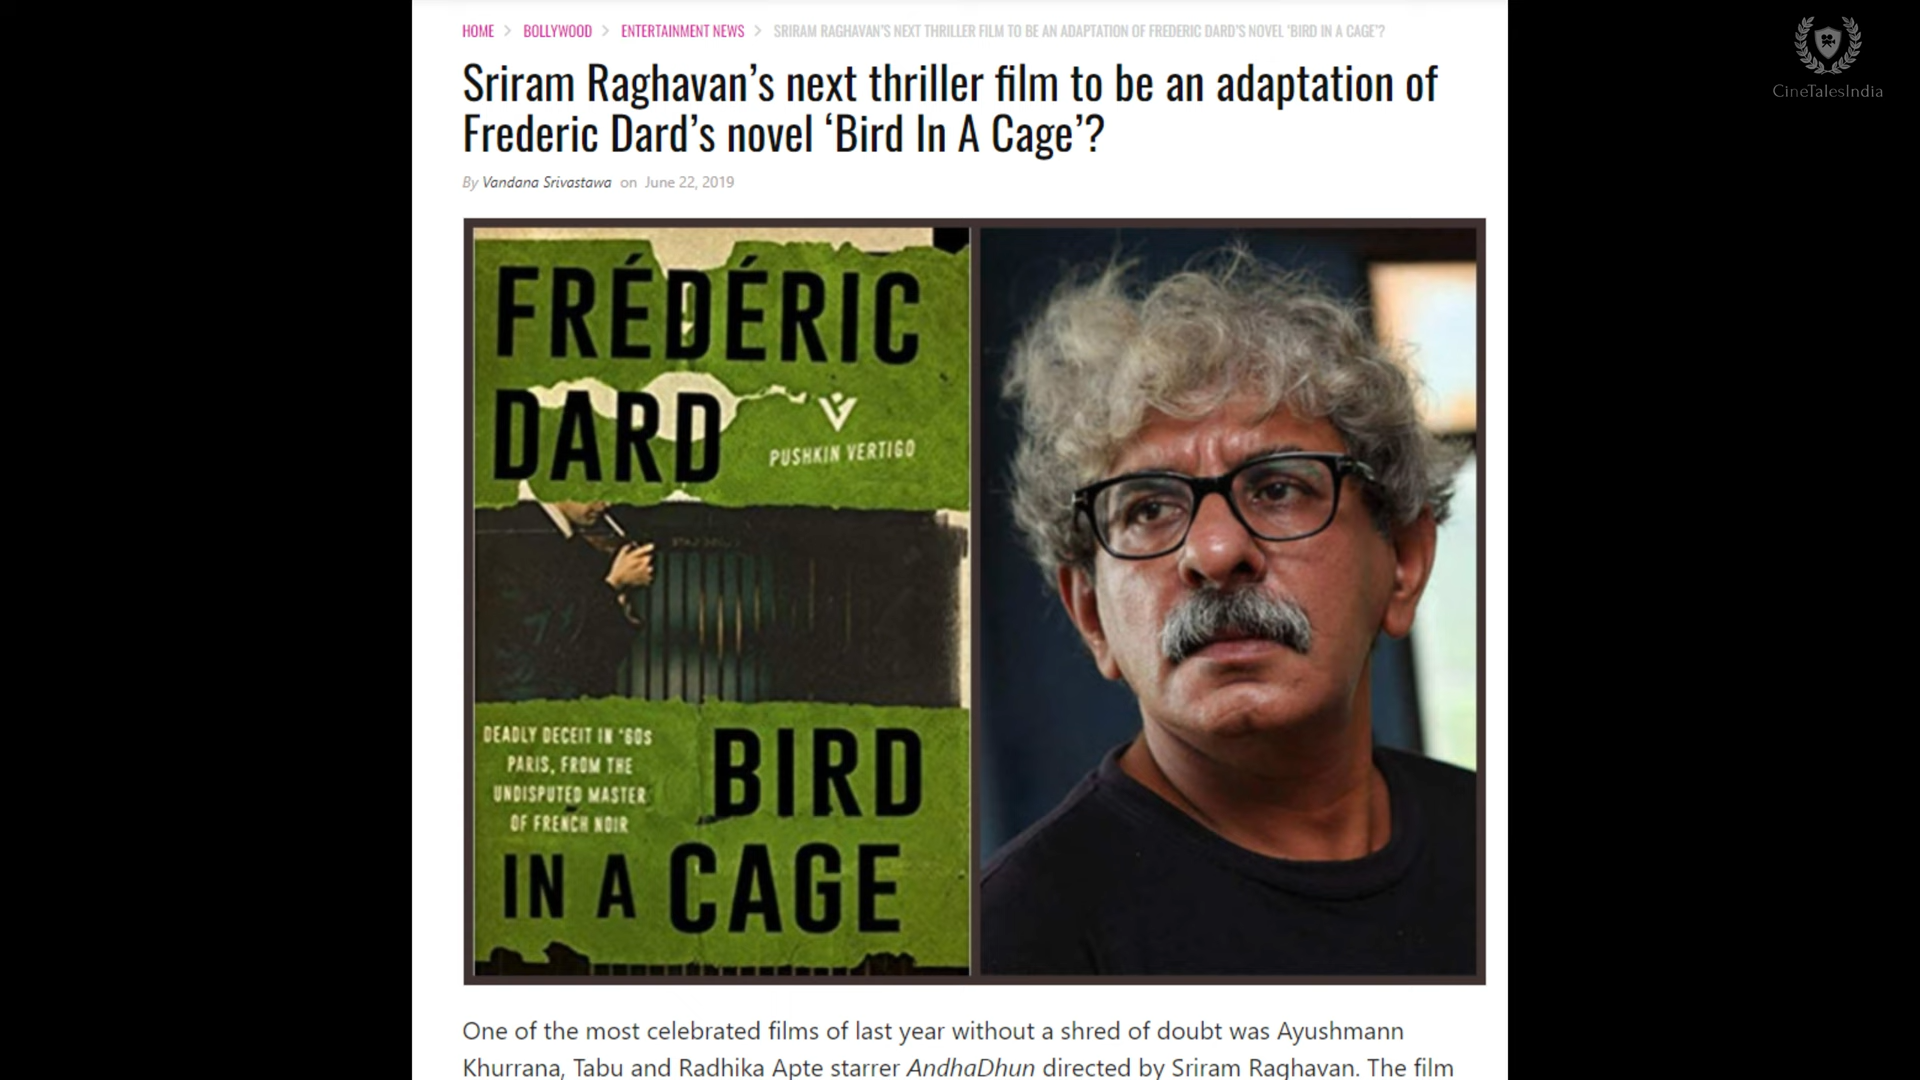 HOME > BOLLYWOOD > ENTERTAINMENT NEWS > SRIRAM RAGHAVAN'S NEXT THRILLER FILM TO BE AN ADAPTATION OF FREDERIC DARD'S NOVEL 'BIRD IN A CAGE'?
CineTalesIndia
Sriram Raghavan’s next thriller film to be an adaptation of
Frederic Dard’s novel ‘Bird In A Cage’?
By Vandana Srivastawa on June 22, 2019
FRÉDÉRIC
DARD
PUSHKIN VERTIGO
DEADLY DECEIT IN '60s
PARIS, FROM THE
UNDISPUTED MASTER
OF FRENCH NOIR
BIRD
IN A CAGE
One of the most celebrated films of last year without a shred of doubt was Ayushmann
Khurrana, Tabu and Radhika Apte starrer AndhaDhun directed by Sriram Raghavan. The film